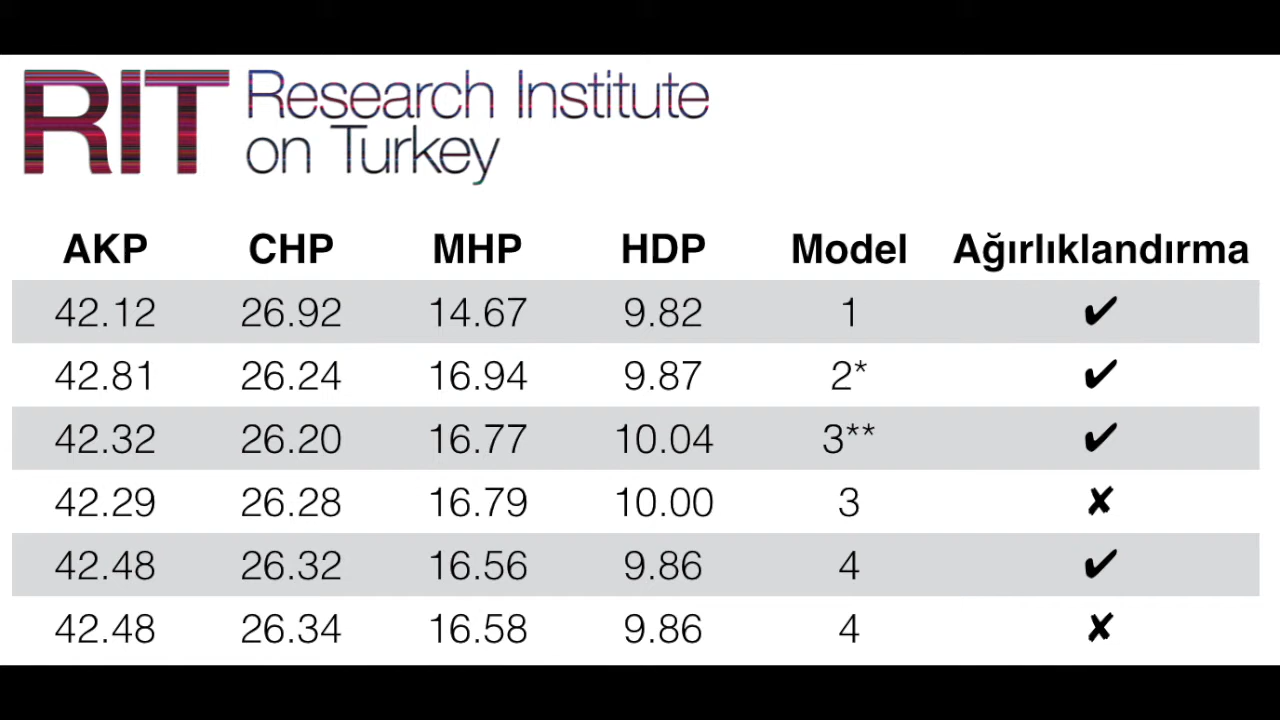 RIT Research Institute
on Turkey
AKP CHP MHP HDP Model Ağırlıklandırma
42.12 26.92 14.67 9.82 1 ✔
42.81 26.24 16.94 9.87 2* ✔
42.32 26.20 16.77 10.04 3** ✔
42.29 26.28 16.79 10.00 3 ✘
42.48 26.32 16.56 9.86 4 ✔
42.48 26.34 16.58 9.86 4 ✘